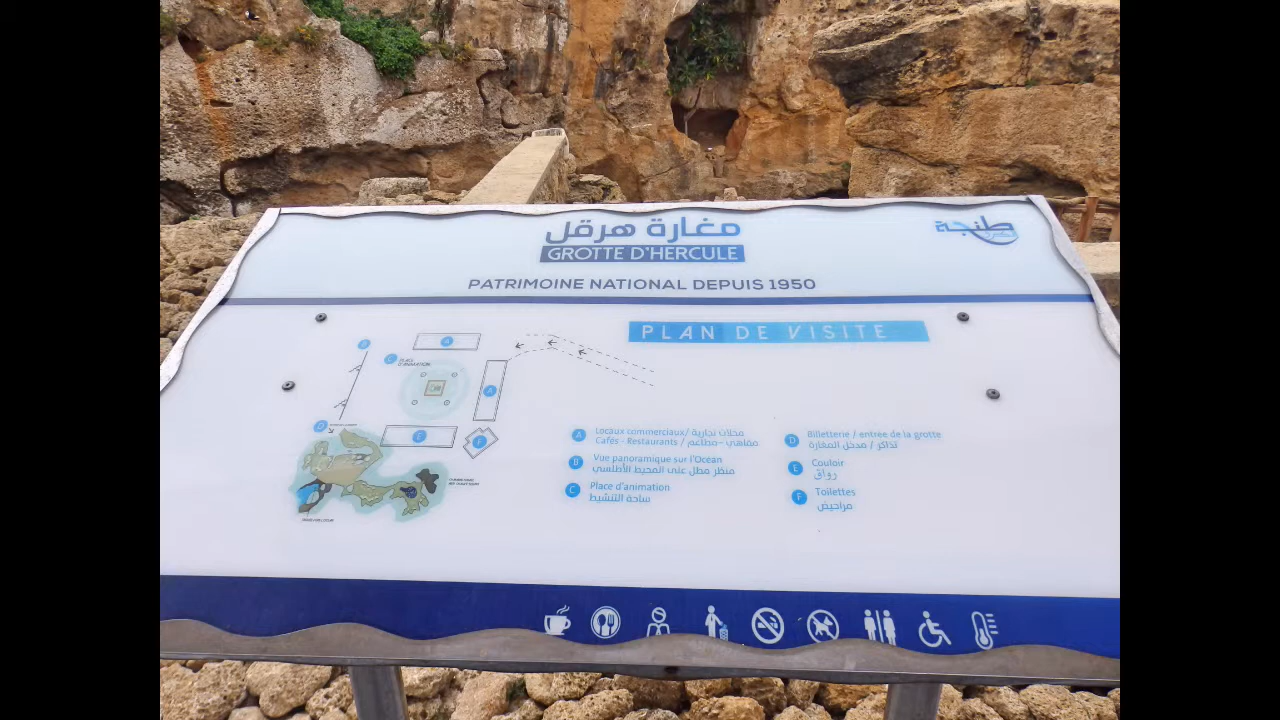 مغارة هرقل
GROTTE D'HERCULE
طنجة
PATRIMOINE NATIONAL DEPUIS 1950
PLAN DE VISITE
A
B
C
D'ANIMATION
A
D
E
F
A Locaux commerciaux/ محلات تجارية
Cafés - Restaurants / مقاهي - مطاعم
B Vue panoramique sur l'Ocean
منظر مطل على المحيط الأطلسي
C Place d'animation
ساحة التنشيط
D Billetterie / entrée de la grotte
تذاكر / مدخل المغارة
E Couloir
رواق
F Toilettes
مراحيض